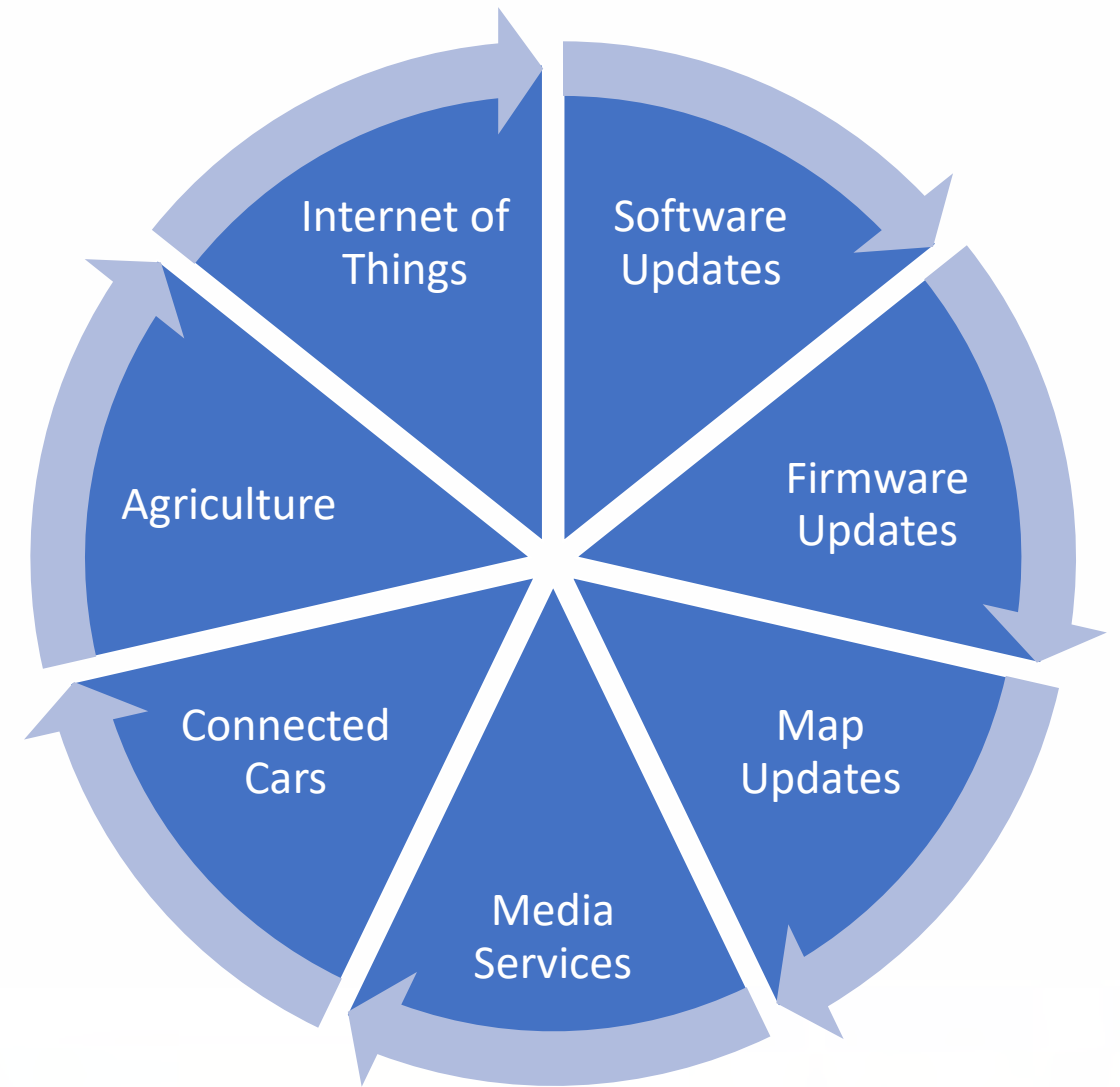 Software
Updates
Firmware
Updates
Map
Updates
Media
Services
Connected
Cars
Agriculture
Internet of
Things